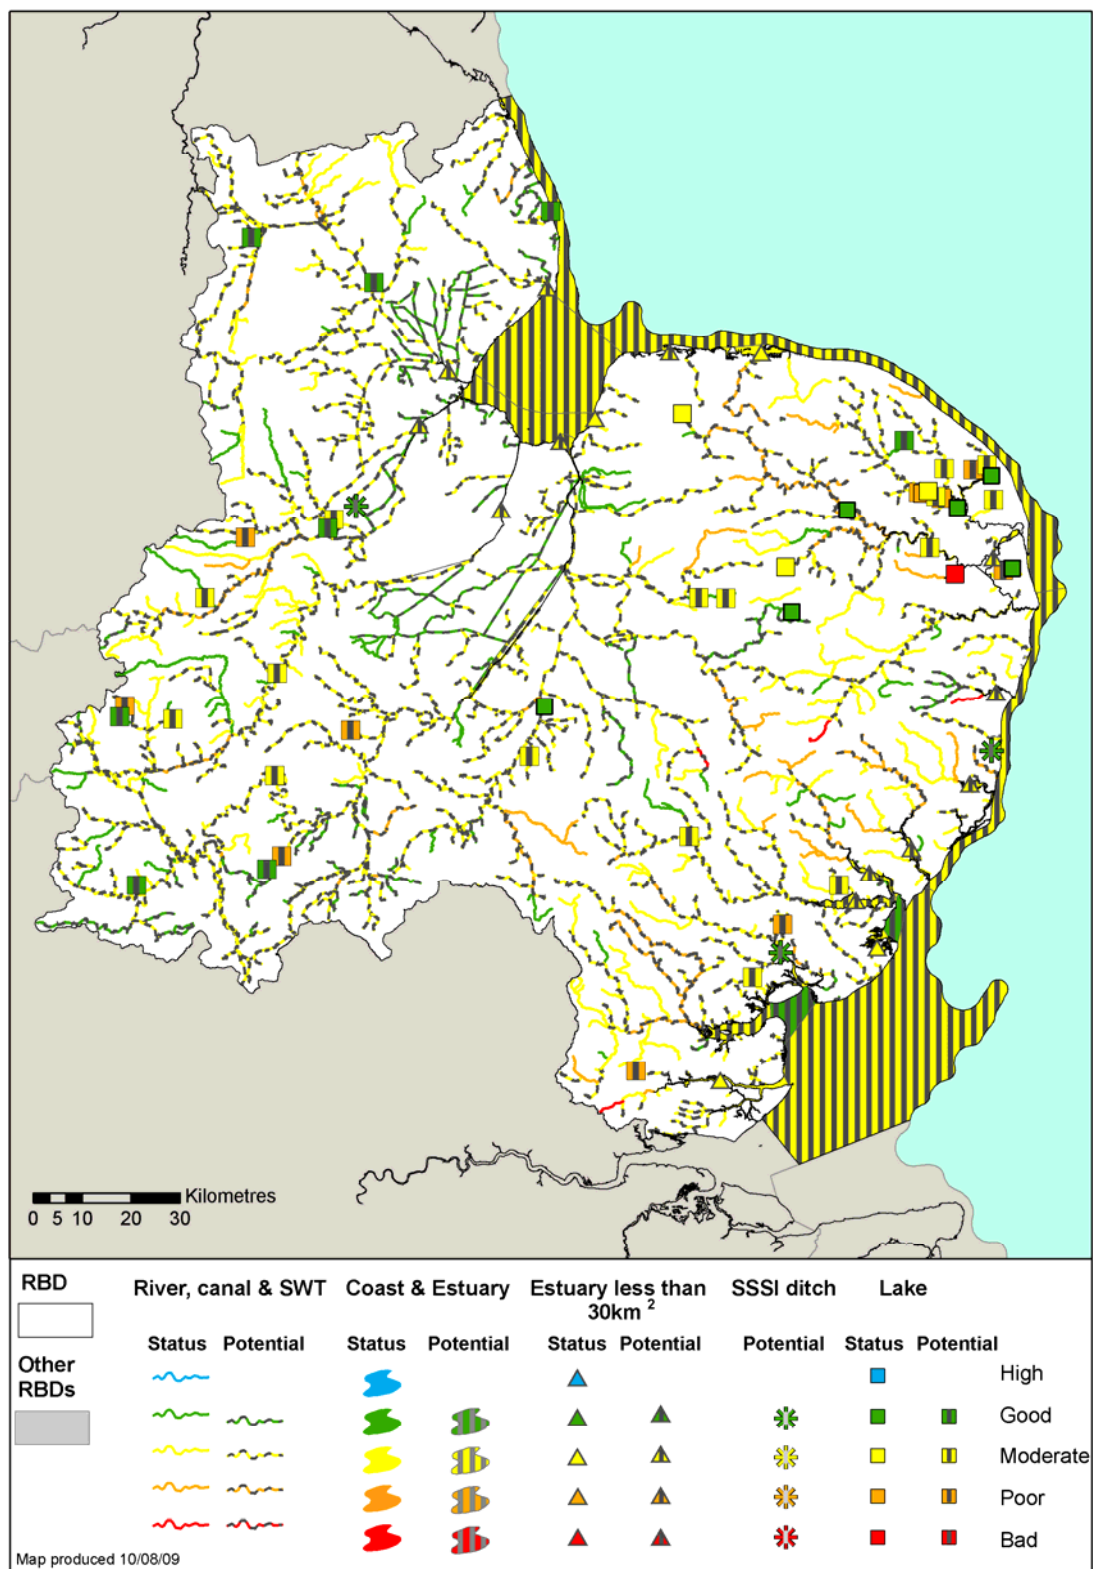 Kilometres
0 5 10 20 30
RBD
River, canal & SWT Coast & Estuary Estuary less than 30km 2 SSSI ditch Lake
Status Potential Status Potential Status Potential Potential Status Potential
Other
RBDs
High
Good
Moderate
Poor
Bad
Map produced 10/08/09